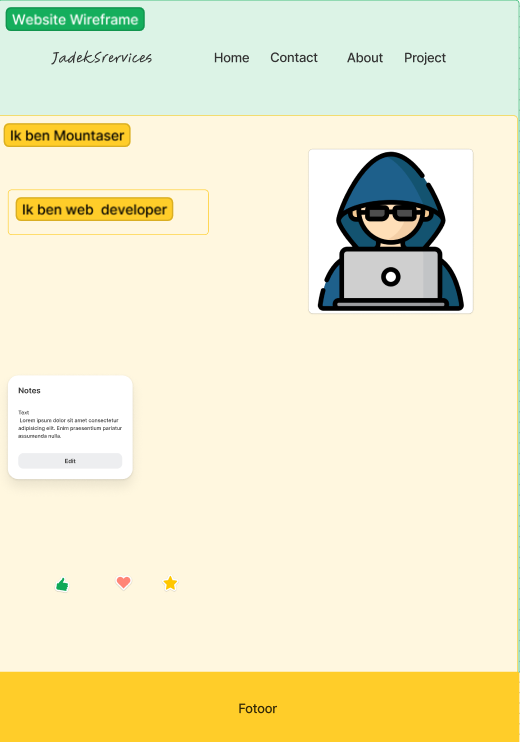 Website Wireframe
JadekSrervices
Home
Contact
About
Project
Ik ben Mountaser
Ik ben web developer
Notes
Text
Lorem ipsum dolor sit amet consectetur
adipisicing elit. Enim praesentium pariatur
assumenda nulla.
Edit
Fotoor